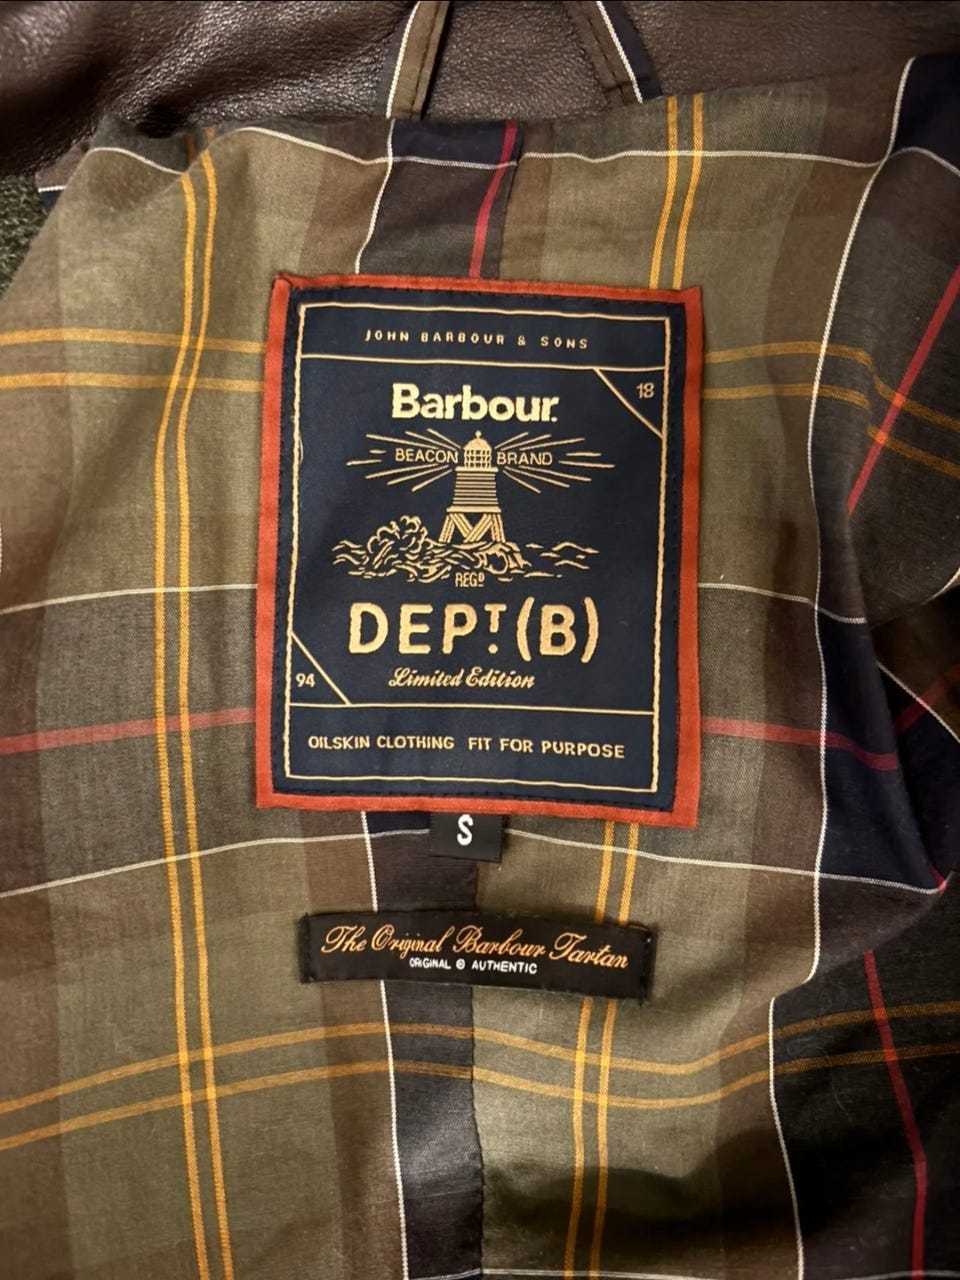 JOHN BARBOUR & SONS
18
Barbour.
BEACON BRAND
REGD
DEPT. (B)
Limited Edition
94
OILSKIN CLOTHING FIT FOR PURPOSE
S
The Original Barbour Tartan
ORIGINAL © AUTHENTIC